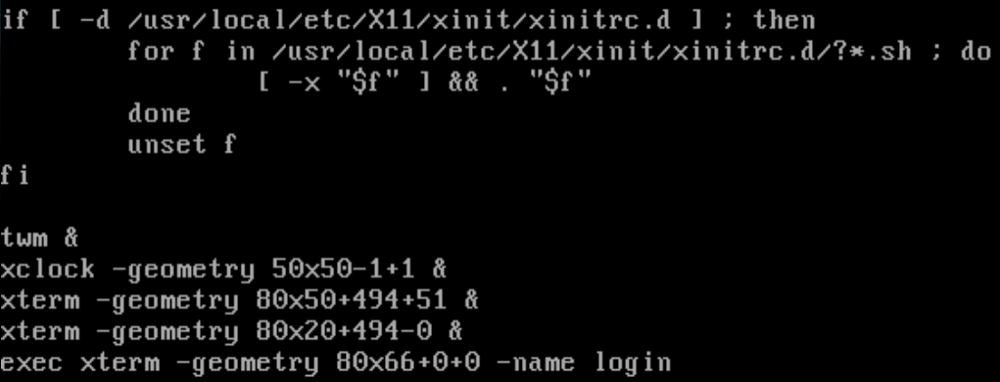 if [ -d /usr/local/etc/X11/xinit/xinitrc.d ] ; then
        for f in /usr/local/etc/X11/xinit/xinitrc.d/?*.sh ; do
                [ -x "$f" ] && . "$f"
        done
        unset f
fi

twm &
xclock -geometry 50x50-1+1 &
xterm -geometry 80x50+494+51 &
xterm -geometry 80x20+494-0 &
exec xterm -geometry 80x66+0+0 -name login